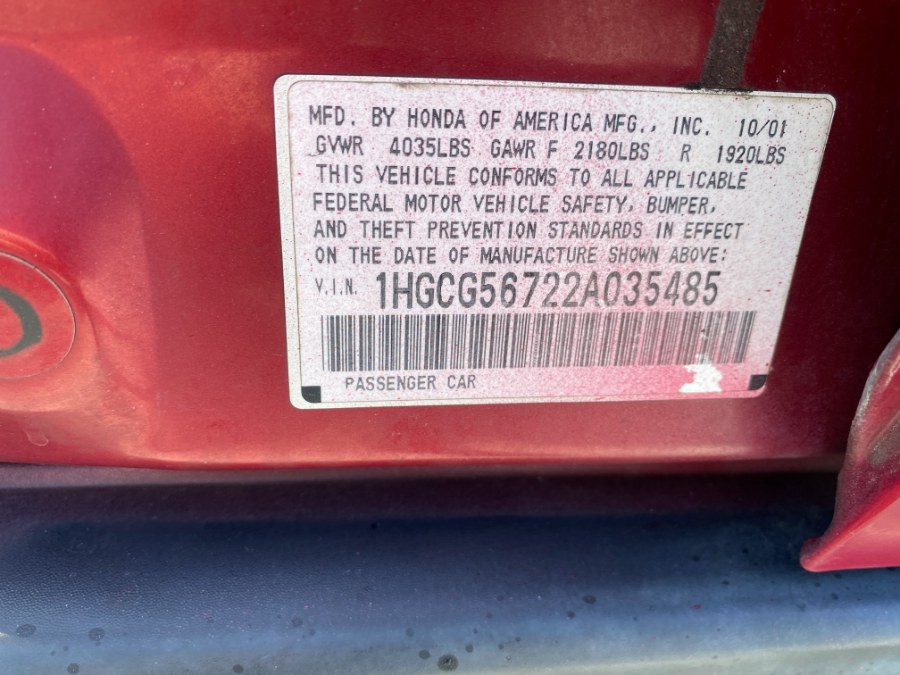 MFD. BY HONDA OF AMERICA MFG., INC. 10/01
GVWR 4035LBS GAWR F 2180LBS R 1920LBS
THIS VEHICLE CONFORMS TO ALL APPLICABLE
FEDERAL MOTOR VEHICLE SAFETY, BUMPER,
AND THEFT PREVENTION STANDARDS IN EFFECT
ON THE DATE OF MANUFACTURE SHOWN ABOVE:
V.I.N. 1HGCG56722A035485
PASSENGER CAR